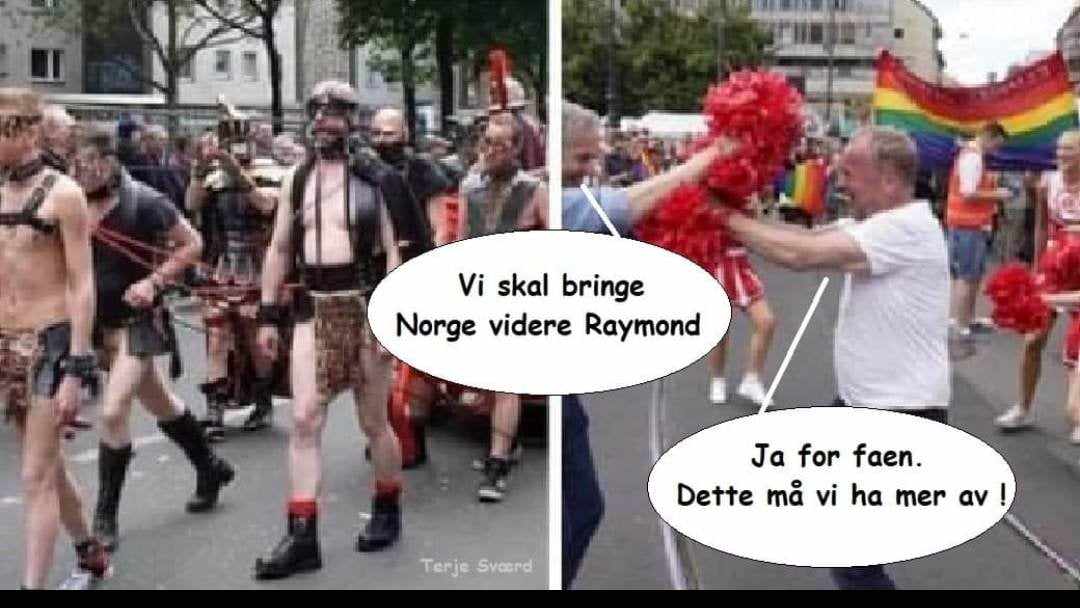 Vi skal bringe
Norge videre Raymond
Ja for faen.
Dette må vi ha mer av !
Terje Sværd